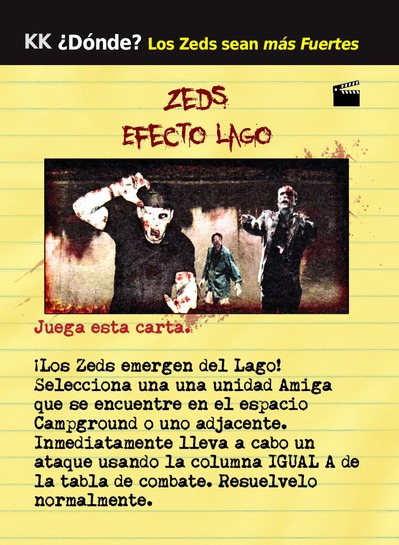 KK ¿Dónde? Los Zeds sean más Fuertes
ZEDS
EFECTO LAGO
Juega esta carta.
¡Los Zeds emergen del Lago!
Selecciona una una unidad Amiga
que se encuentre en el espacio
Campground o uno adjacente.
Inmediatamente lleva a cabo un
ataque usando la columna IGUAL A de
la tabla de combate. Resuelvelo
normalmente.